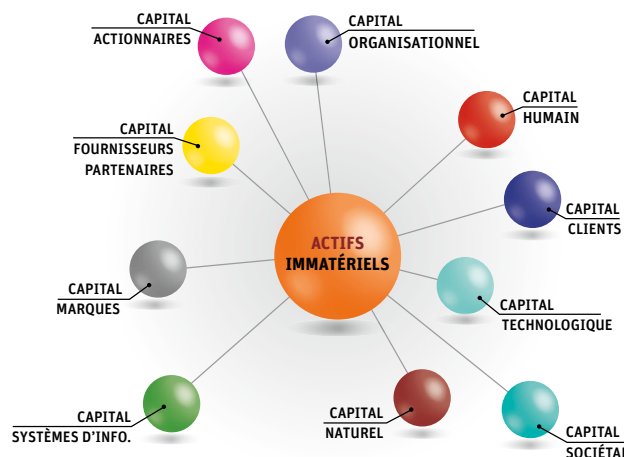 CAPITAL
ACTIONNAIRES
CAPITAL
ORGANISATIONNEL
CAPITAL
HUMAIN
CAPITAL
FOURNISSEURS
PARTENAIRES
CAPITAL
CLIENTS
ACTIFS
IMMATÉRIELS
CAPITAL
MARQUES
CAPITAL
TECHNOLOGIQUE
CAPITAL
SYSTÈMES D'INFO.
CAPITAL
NATUREL
CAPITAL
SOCIÉTAL